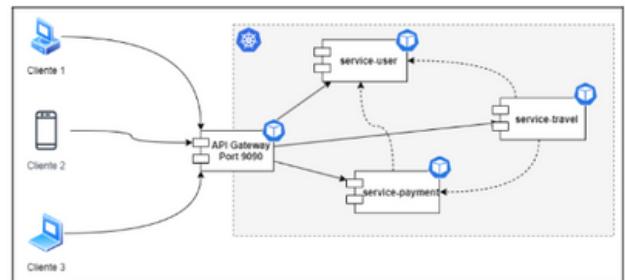 Cliente 1
Cliente 2
Cliente 3
API Gateway
Port 9090
service-user
service-travel
service-payment